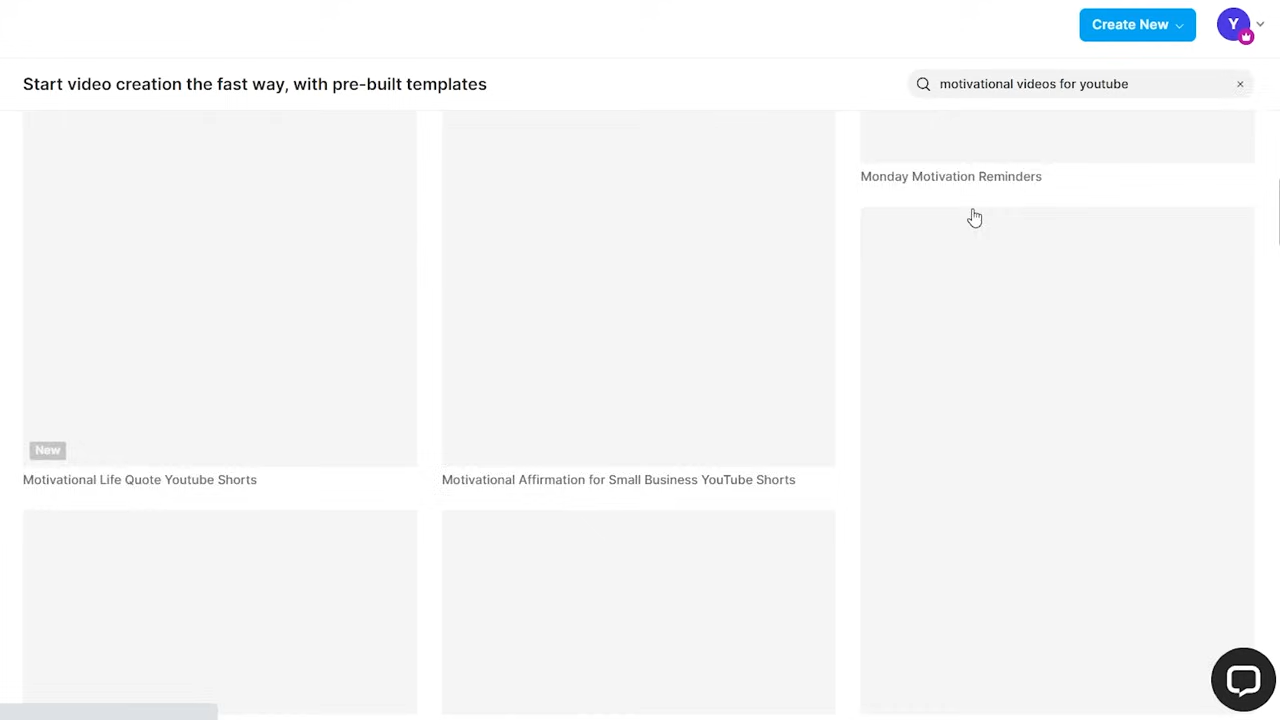 Create New
Y
Start video creation the fast way, with pre-built templates
motivational videos for youtube
Monday Motivation Reminders
New
Motivational Life Quote Youtube Shorts
Motivational Affirmation for Small Business YouTube Shorts